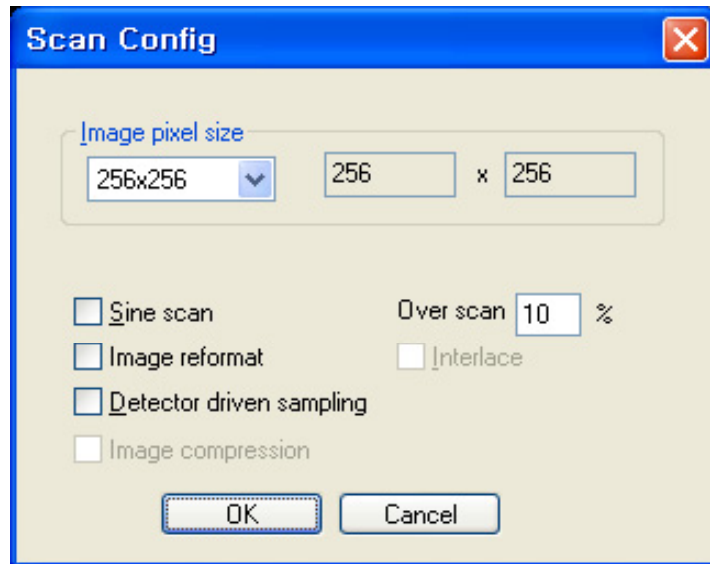 Scan Config
Image pixel size
256x256 256 x 256
Sine scan Over scan 10 %
Image reformat Interlace
Detector driven sampling
Image compression
OK Cancel